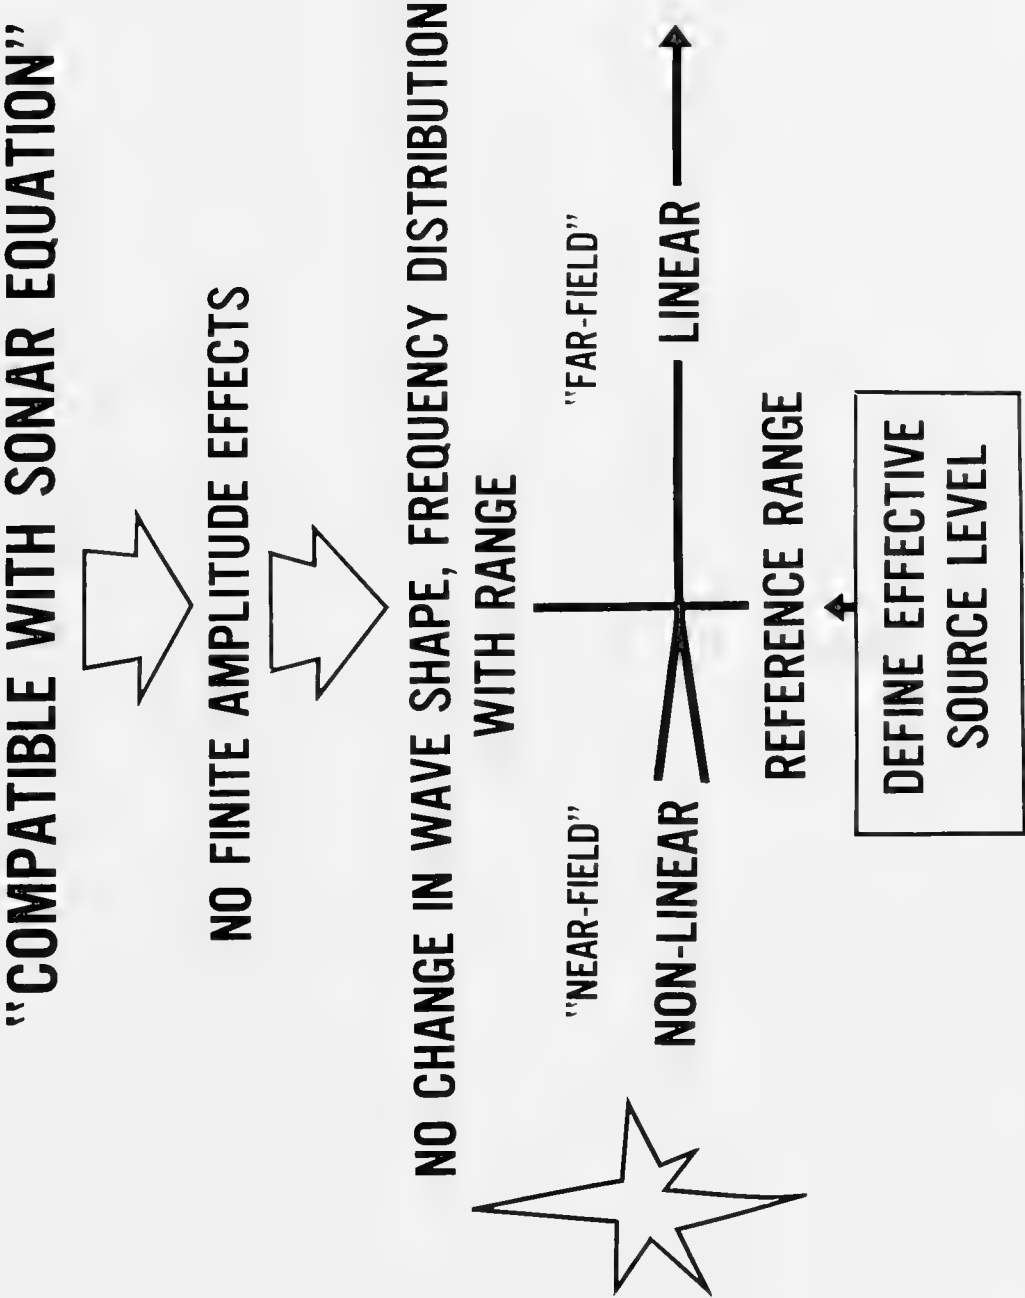 "COMPATIBLE WITH SONAR EQUATION"
NO FINITE AMPLITUDE EFFECTS
NO CHANGE IN WAVE SHAPE, FREQUENCY DISTRIBUTION
WITH RANGE
"NEAR-FIELD"
"FAR-FIELD"
NON-LINEAR
LINEAR
REFERENCE RANGE
DEFINE EFFECTIVE
SOURCE LEVEL